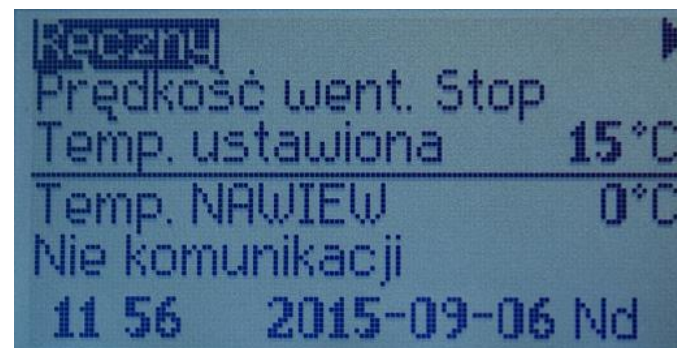 Ręczny
Prędkość went. Stop
Temp. ustawiona 15°C
Temp. NAWIEW 0°C
Nie komunikacji
11 56 2015-09-06 Nd